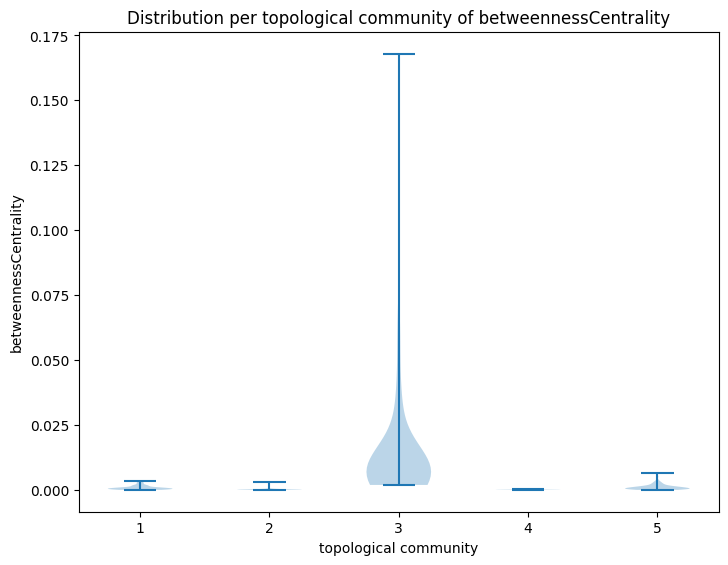 Distribution per topological community of betweennessCentrality
0.175
0.150
0.125
0.100
0.075
0.050
0.025
0.000
betweennessCentrality
1 2 3 4 5
topological community